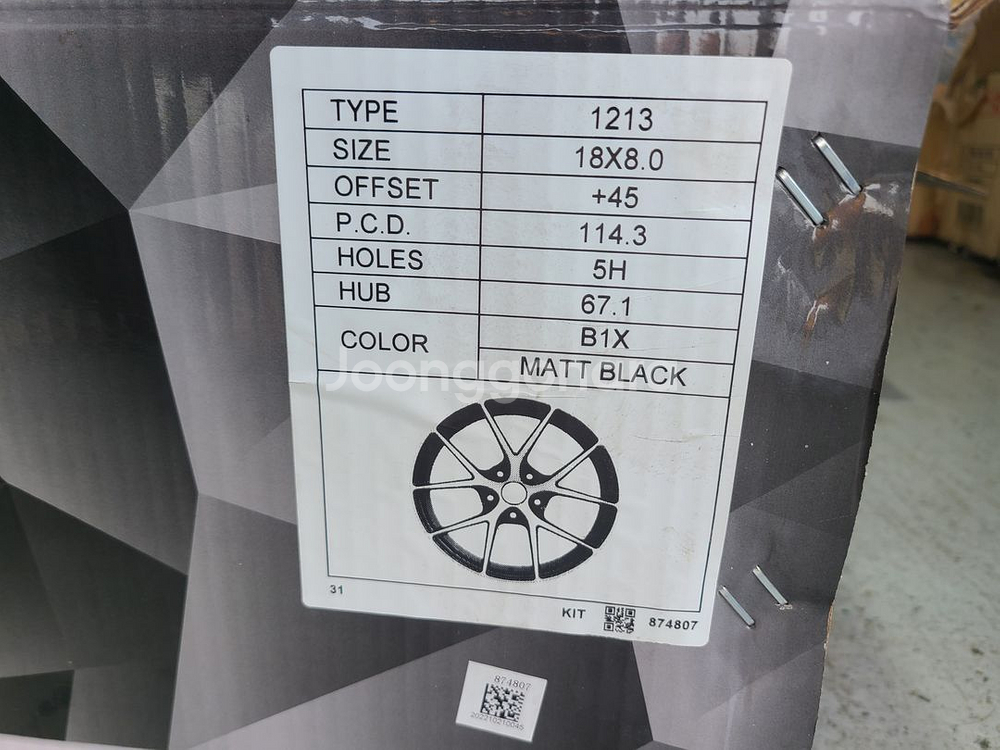 TYPE 1213
SIZE 18X8.0
OFFSET +45
P.C.D. 114.3
HOLES 5H
HUB 67.1
COLOR B1X
MATT BLACK
31
KIT 874807
874807